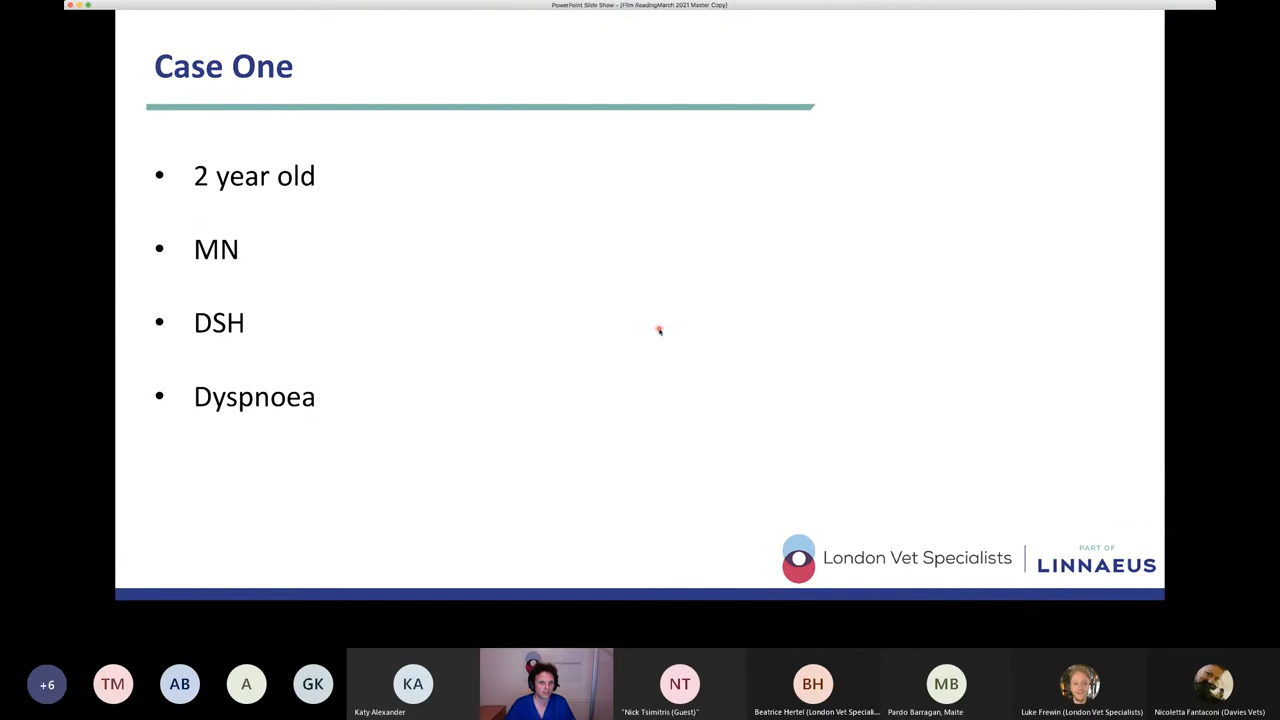 PowerPoint Slide Show – [Film ReadingMarch 2021 Master Copy]
Case One
• 2 year old
• MN
• DSH
• Dyspnoea
London Vet Specialists
PART OF
LINNAEUS
+6
TM
AB
A
GK
KA
Katy Alexander
NT
"Nick Tsimitris (Guest)"
BH
Beatrice Hertel (London Vet Speciali...
MB
Pardo Barragan, Maite
Luke Frewin (London Vet Specialists)
Nicoletta Fantaconi (Davies Vets)